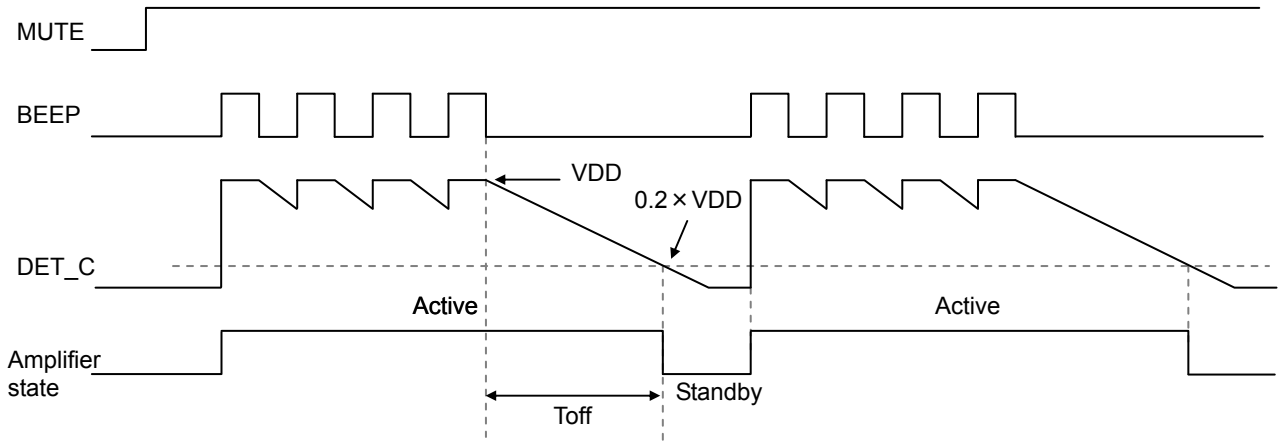 MUTE
BEEP
VDD
0.2×VDD
DET_C
Active
Active
Amplifier
state
Standby
Toff